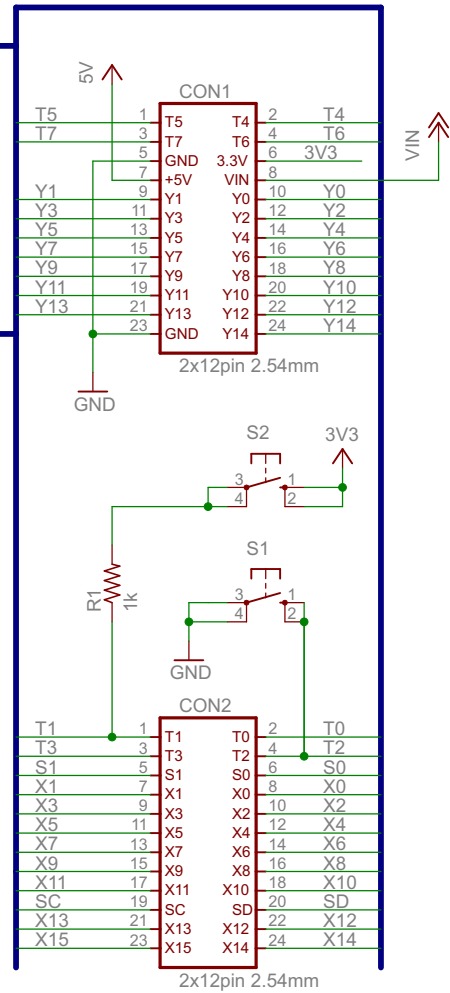 5V
CON1
VIN
T5 1 T5 T4 2 T4
T7 3 T7 T6 4 T6
5 GND 3.3V 6 3V3
7 +5V VIN 8
Y1 9 Y1 Y0 10 Y0
Y3 11 Y3 Y2 12 Y2
Y5 13 Y5 Y4 14 Y4
Y7 15 Y7 Y6 16 Y6
Y9 17 Y9 Y8 18 Y8
Y11 19 Y11 Y10 20 Y10
Y13 21 Y13 Y12 22 Y12
23 GND Y14 24 Y14
2x12pin 2.54mm
GND
S2
3V3
3 1
4 2
S1
3 1
4 2
R1
1k
GND
CON2
T1 1 T1 T0 2 T0
T3 3 T3 T2 4 T2
S1 5 S1 S0 6 S0
X1 7 X1 X0 8 X0
X3 9 X3 X2 10 X2
X5 11 X5 X4 12 X4
X7 13 X7 X6 14 X6
X9 15 X9 X8 16 X8
X11 17 X11 X10 18 X10
SC 19 SC SD 20 SD
X13 21 X13 X12 22 X12
X15 23 X15 X14 24 X14
2x12pin 2.54mm